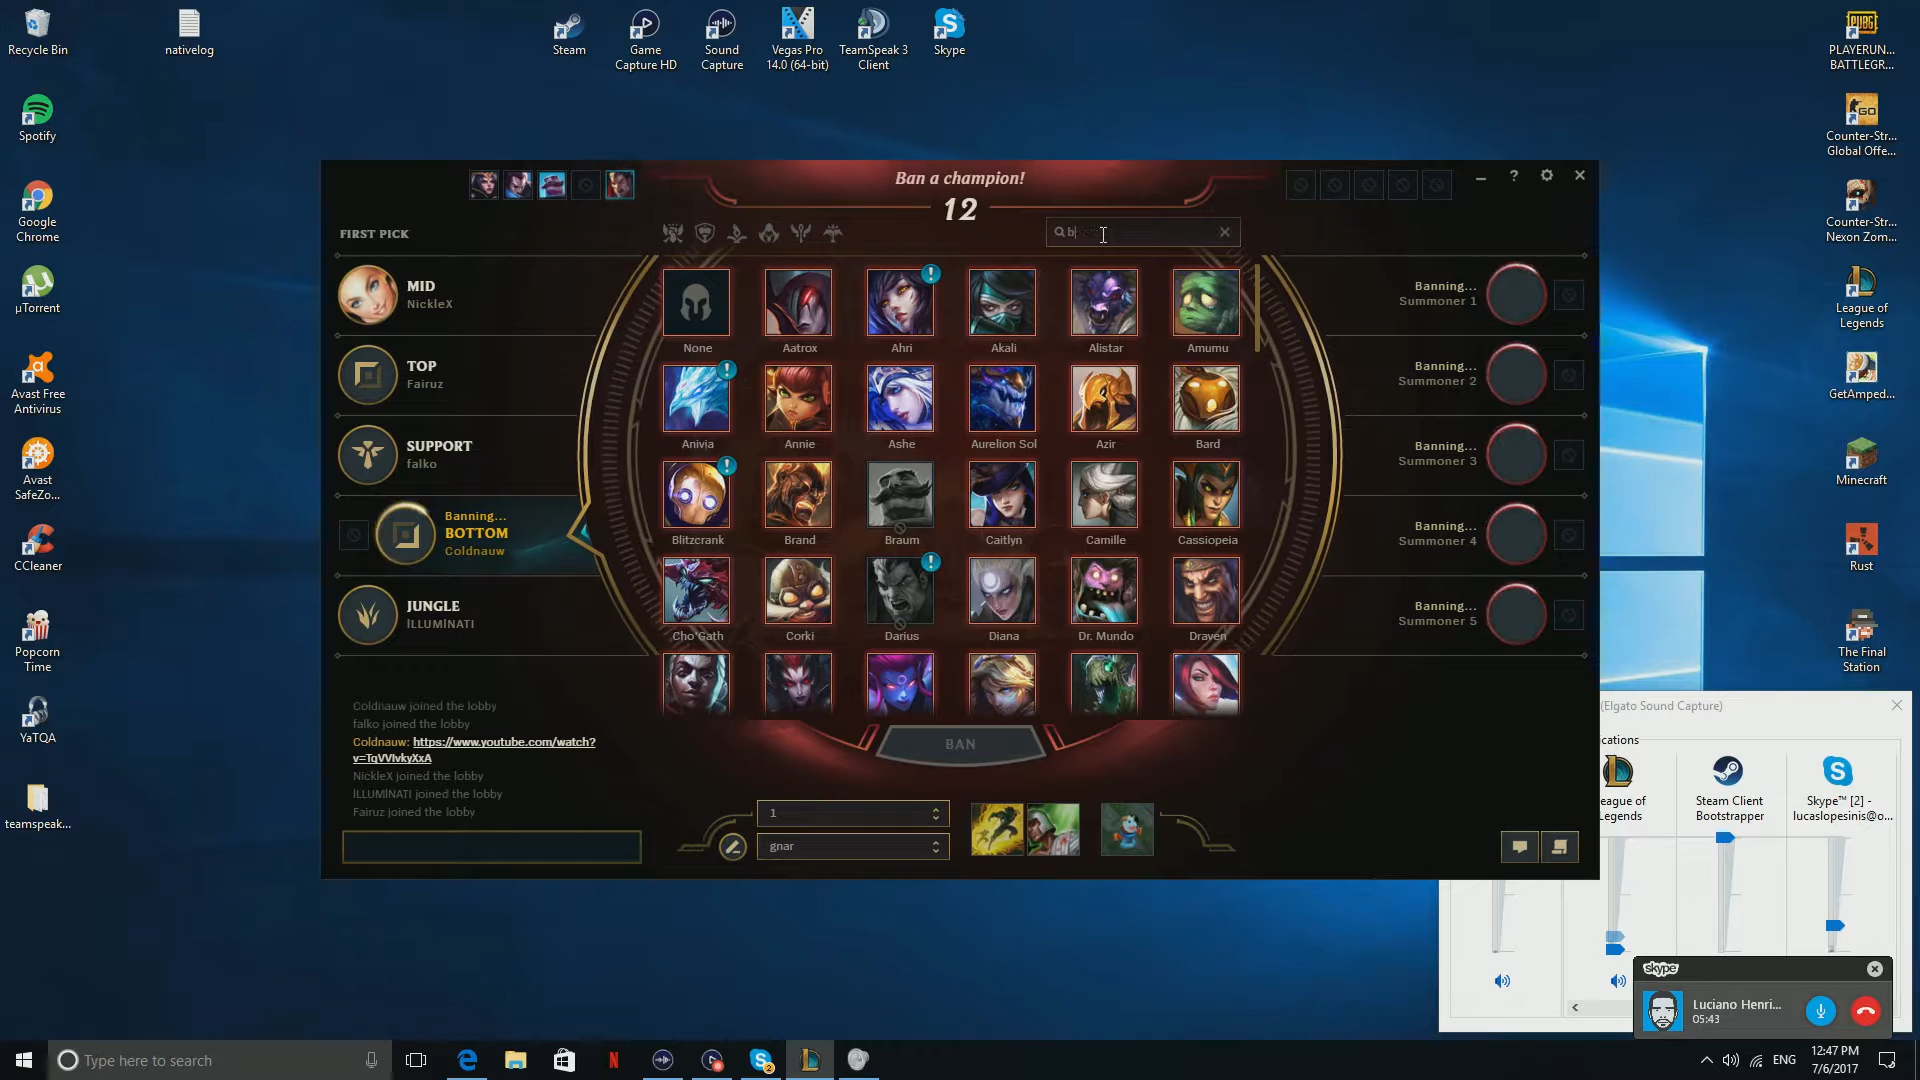 Recycle Bin
nativelog
Steam
Game
Capture HD
Sound
Capture
Vegas Pro
14.0 (64-bit)
TeamSpeak 3
Client
Skype
PUBG
PLAYERUN...
BATTLEGR...
Spotify
GO
Counter-Str...
Global Offe...
Google
Chrome
Counter-Str...
Nexon Zom...
µTorrent
League of
Legends
Avast Free
Antivirus
GetAmped...
Avast
SafeZo...
Minecraft
CCleaner
Rust
Popcorn
Time
The Final
Station
YaTQA
teamspeak...
Ban a champion!
12
FIRST PICK
b
MID
NickleX
TOP
Fairuz
SUPPORT
falko
Banning...
BOTTOM
Coldnauw
JUNGLE
İLLUMİNATI
None
Aatrox
Ahri
Akali
Alistar
Amumu
Anivia
Annie
Ashe
Aurelion Sol
Azir
Bard
Blitzcrank
Brand
Braum
Caitlyn
Camille
Cassiopeia
Cho'Gath
Corki
Darius
Diana
Dr. Mundo
Draven
Banning...
Summoner 1
Banning...
Summoner 2
Banning...
Summoner 3
Banning...
Summoner 4
Banning...
Summoner 5
Coldnauw joined the lobby
falko joined the lobby
Coldnauw: https://www.youtube.com/watch?
v=TqVVIvkyXxA
NickleX joined the lobby
İLLUMİNATI joined the lobby
Fairuz joined the lobby
BAN
1
gnar
(Elgato Sound Capture)
cations
eague of
Legends
Steam Client
Bootstrapper
Skype™ [2] -
lucaslopesinis@o...
skype
Luciano Henri...
05:43
Type here to search
2
ENG
12:47 PM
7/6/2017